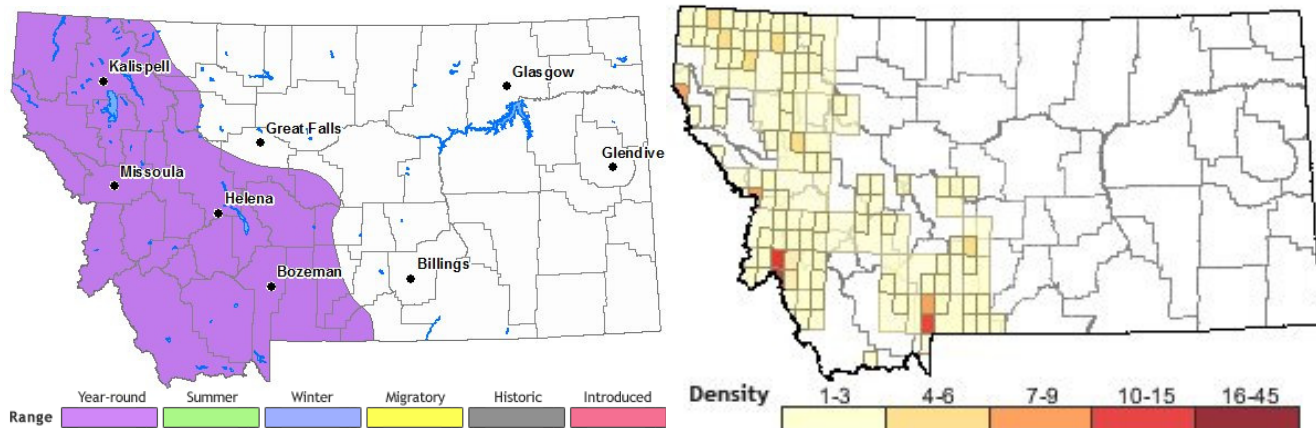 Kalispell
Glasgow
Great Falls
Glendive
Missoula
Helena
Bozeman
Billings
Year-round Summer Winter Migratory Historic Introduced
Range
Density 1-3 4-6 7-9 10-15 16-45